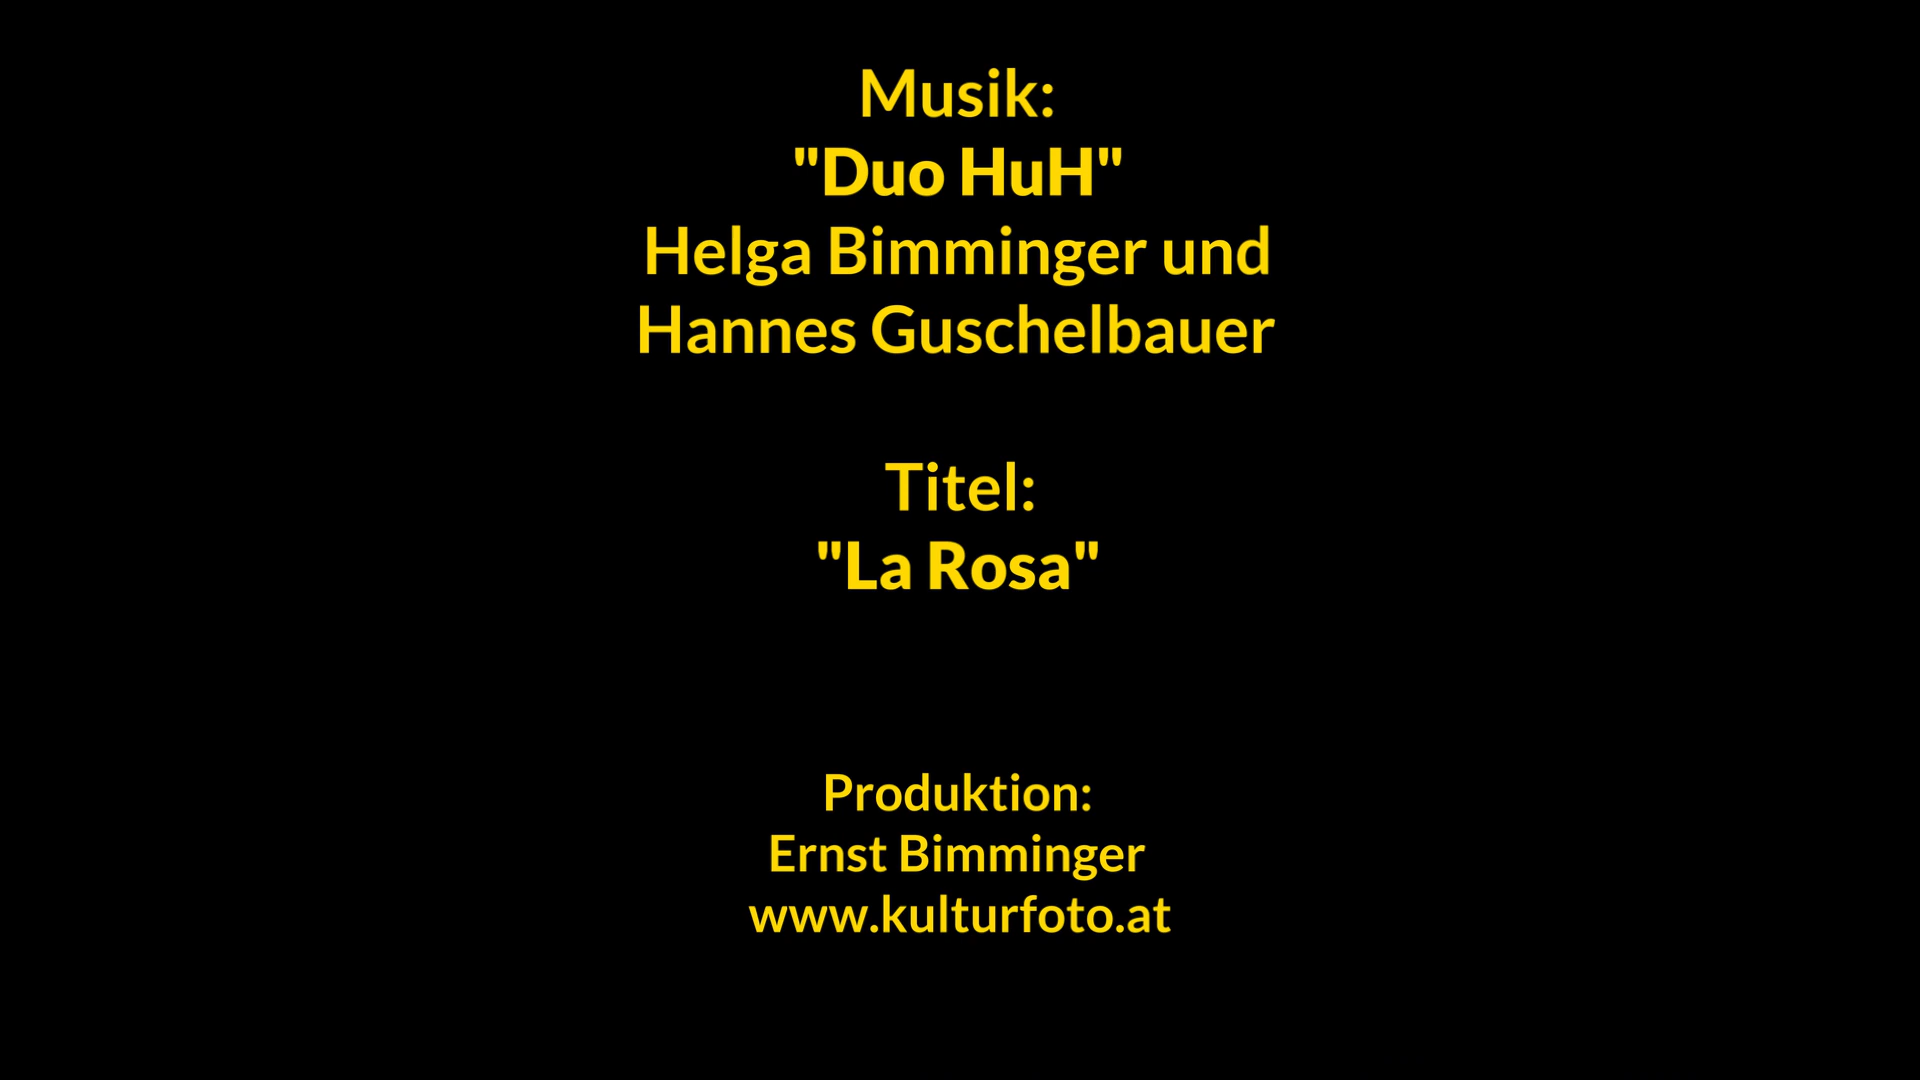 Musik:
"Duo HuH"
Helga Bimminger und
Hannes Guschelbauer
Titel:
"La Rosa"
Produktion:
Ernst Bimminger
www.kulturfoto.at